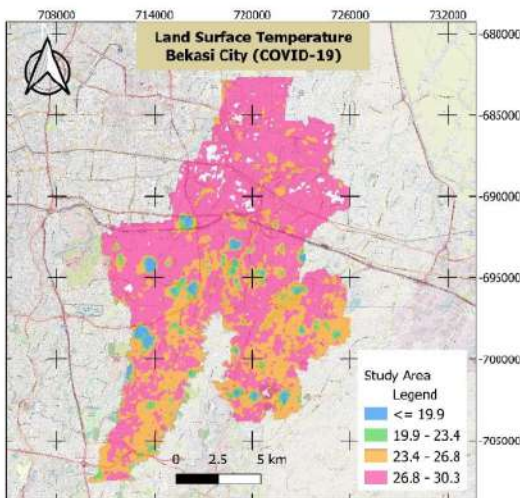 708000 714000 720000 726000 732000
Land Surface Temperature
Bekasi City (COVID-19)
-680000
-685000
-690000
-695000
-700000
-705000
Study Area
Legend
<= 19.9
19.9 - 23.4
23.4 - 26.8
26.8 - 30.3
0 2.5 5 km